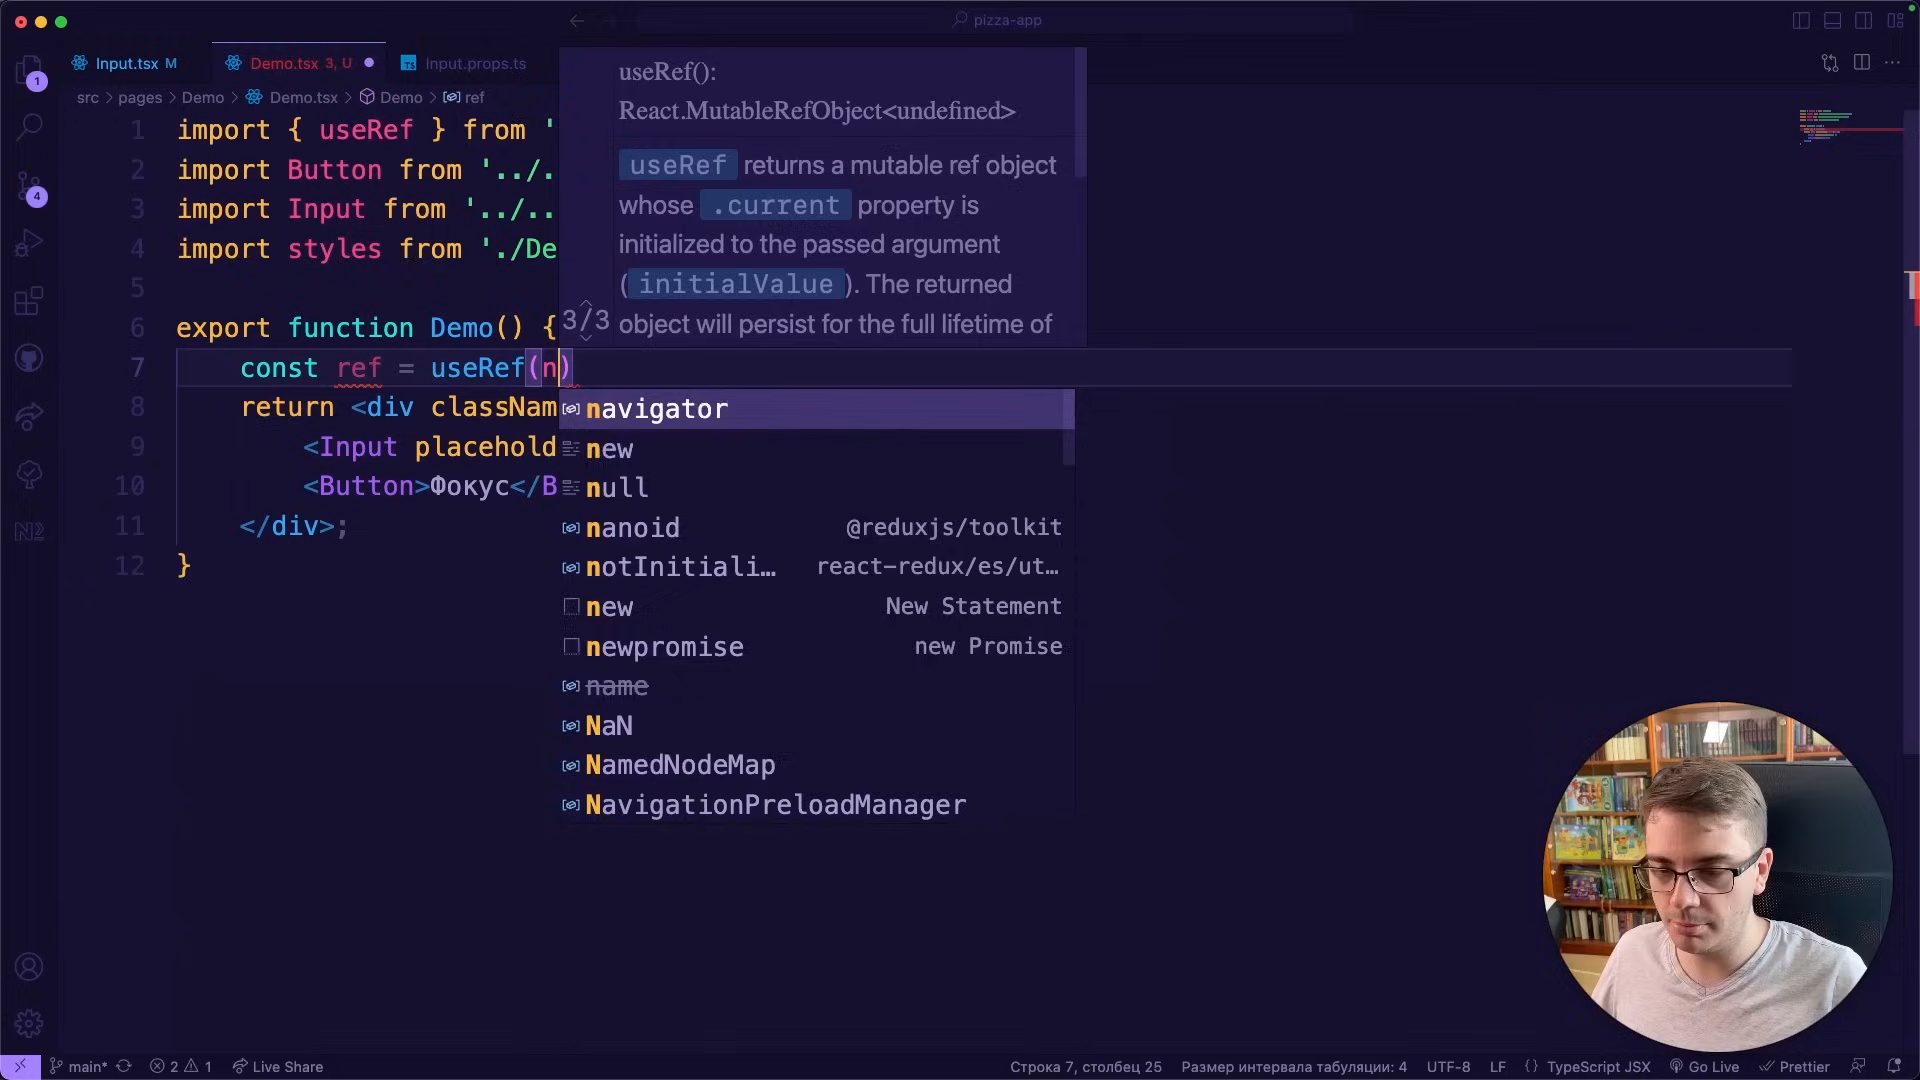 pizza-app
Input.tsx M
Demo.tsx 3, U
TS Input.props.ts
src > pages > Demo > Demo.tsx > Demo > ref
1
4
1 import { useRef } from '
2 import Button from '../.
3 import Input from '../..
4 import styles from './De
5
6 export function Demo() {
7 const ref = useRef(n)
8 return <div classNam
9 <Input placehold
10 <Button>Фокус</B
11 </div>;
12 }
useRef():
React.MutableRefObject<undefined>
useRef returns a mutable ref object
whose .current property is
initialized to the passed argument
(initialValue). The returned
3/3 object will persist for the full lifetime of
navigator
new
null
nanoid @reduxjs/toolkit
notInitiali… react-redux/es/ut…
new New Statement
newpromise new Promise
name
NaN
NamedNodeMap
NavigationPreloadManager
main* 2 1 Live Share Строка 7, столбец 25 Размер интервала табуляции: 4 UTF-8 LF {} TypeScript JSX Go Live Prettier